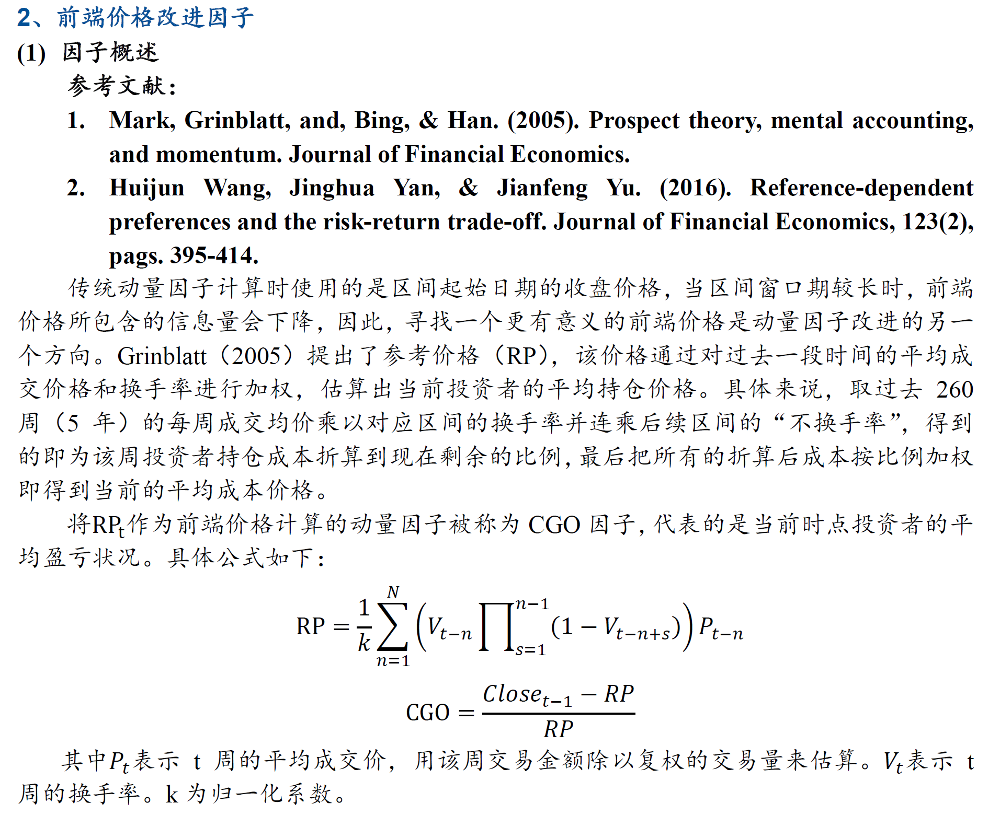 2、前端价格改进因子
(1) 因子概述
参考文献：
1. Mark, Grinblatt, and, Bing, & Han. (2005). Prospect theory, mental accounting,
and momentum. Journal of Financial Economics.
2. Huijun Wang, Jinghua Yan, & Jianfeng Yu. (2016). Reference-dependent
preferences and the risk-return trade-off. Journal of Financial Economics, 123(2),
pags. 395-414.
传统动量因子计算时使用的是区间起始日期的收盘价格，当区间窗口期较长时，前端
价格所包含的信息量会下降，因此，寻找一个更有意义的前端价格是动量因子改进的另一
个方向。Grinblatt（2005）提出了参考价格（RP），该价格通过对过去一段时间的平均成
交价格和换手率进行加权，估算出当前投资者的平均持仓价格。具体来说，取过去 260
周（5 年）的每周成交均价乘以对应区间的换手率并连乘后续区间的“不换手率”，得到
的即为该周投资者持仓成本折算到现在剩余的比例，最后把所有的折算后成本按比例加权
即得到当前的平均成本价格。
将RP_t作为前端价格计算的动量因子被称为 CGO 因子，代表的是当前时点投资者的平
均盈亏状况。具体公式如下：
RP = \frac{1}{k} \sum_{n=1}^{N} \left( V_{t-n} \prod_{s=1}^{n-1} (1 - V_{t-n+s}) \right) P_{t-n}
CGO = \frac{Close_{t-1} - RP}{RP}
其中P_t表示 t 周的平均成交价，用该周交易金额除以复权的交易量来估算。V_t表示 t
周的换手率。k 为归一化系数。